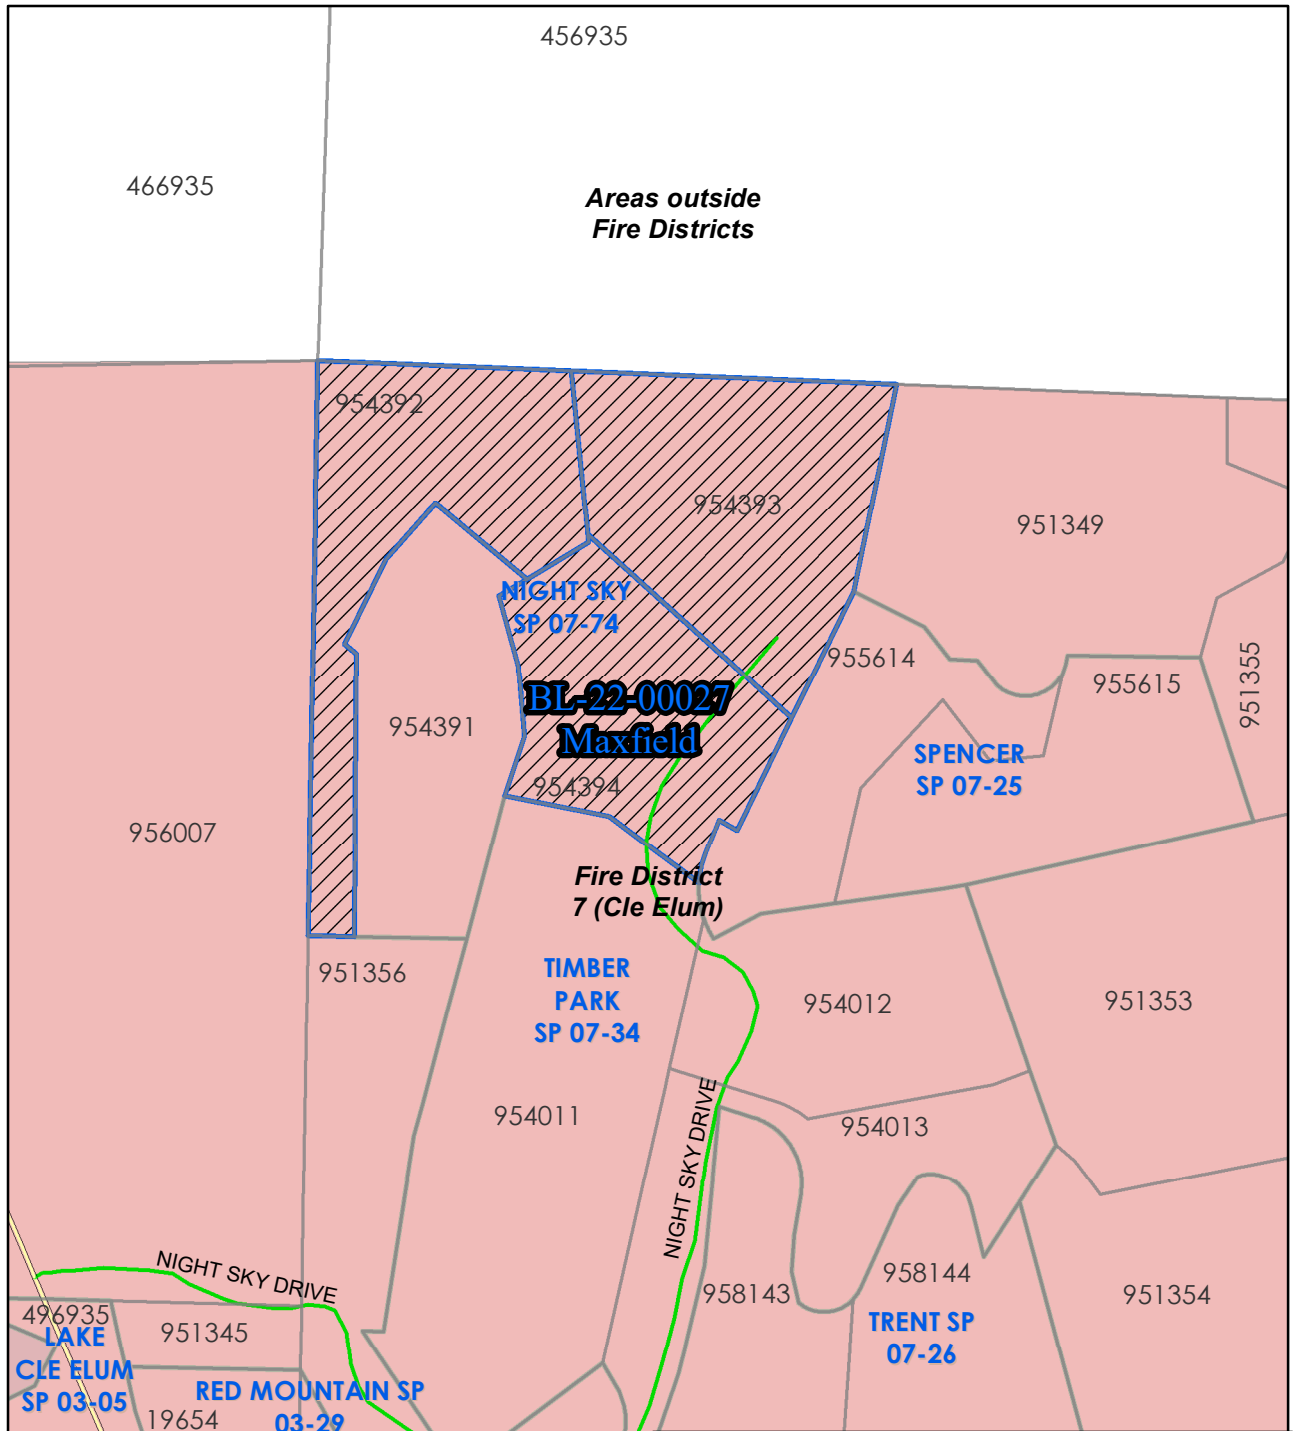 456935
466935
Areas outside
Fire Districts
954392
954393
951349
NIGHT SKY
SP 07-74
955614
955615
951355
BL-22-00027
Maxfield
954391
954394
SPENCER
SP 07-25
956007
Fire District
7 (Cle Elum)
951356
TIMBER
PARK
SP 07-34
954012
951353
954011
954013
NIGHT SKY DRIVE
NIGHT SKY DRIVE
958143
958144
951354
496935
951345
LAKE
CLE ELUM
SP 03-05
TRENT SP
07-26
RED MOUNTAIN SP
03-29
19654